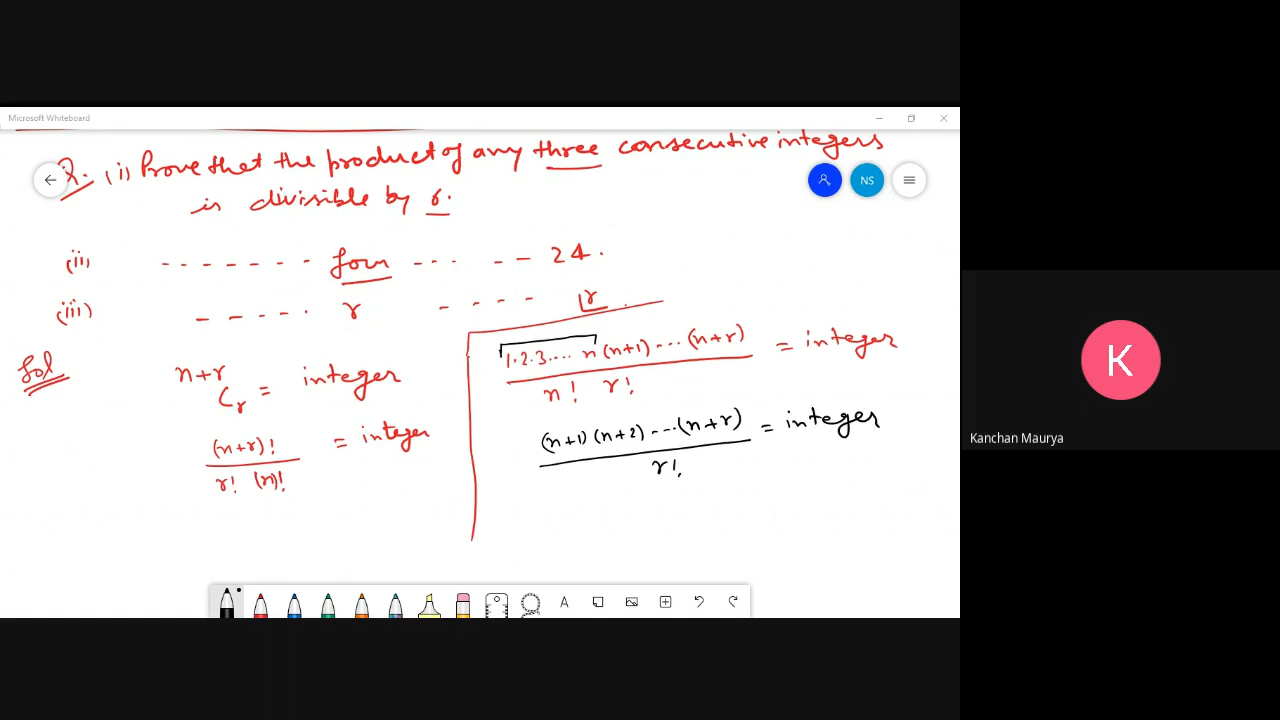 Microsoft Whiteboard
Q. (i) Prove that the product of any three consecutive integers
is divisible by 6.
NS
(ii) - - - - - - - four - - - - - 24.
(iii) - - - - - r - - - - ⌊r .
Sol
n+r
Cr = integer
(n+r)! / r! (n)! = integer
1·2·3···· n (n+1) ··· (n+r) / n! r! = integer
(n+1) (n+2) ---- (n+r) / r! = integer
K
Kanchan Maurya
A